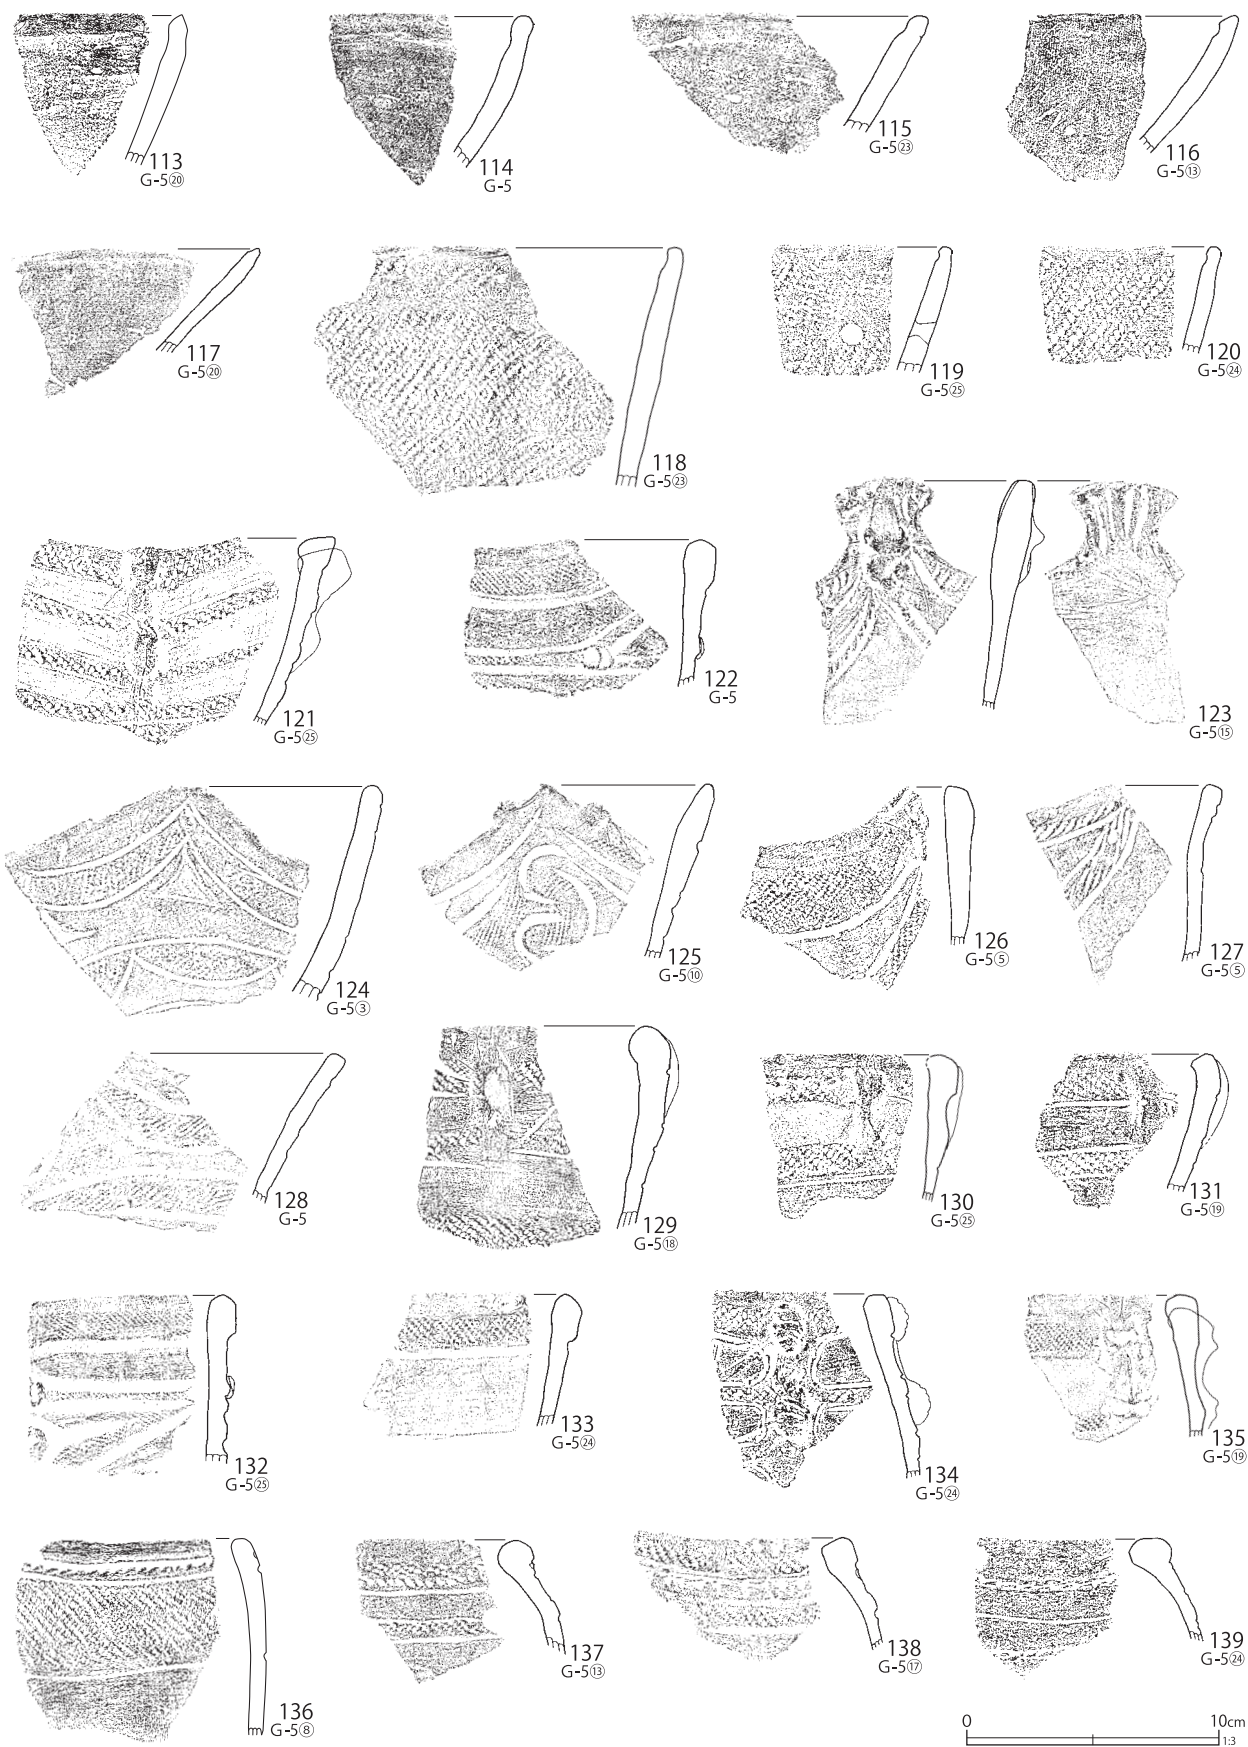 113
G-5⑳
114
G-5
115
G-5㉓
116
G-5⑬
117
G-5⑳
118
G-5㉓
119
G-5㉕
120
G-5㉔
121
G-5㉕
122
G-5
123
G-5⑮
124
G-5③
125
G-5⑩
126
G-5⑤
127
G-5⑤
128
G-5
129
G-5⑱
130
G-5㉕
131
G-5⑲
132
G-5㉕
133
G-5㉔
134
G-5㉔
135
G-5⑲
136
G-5⑧
137
G-5⑬
138
G-5⑰
139
G-5㉔
0 10cm
1:3